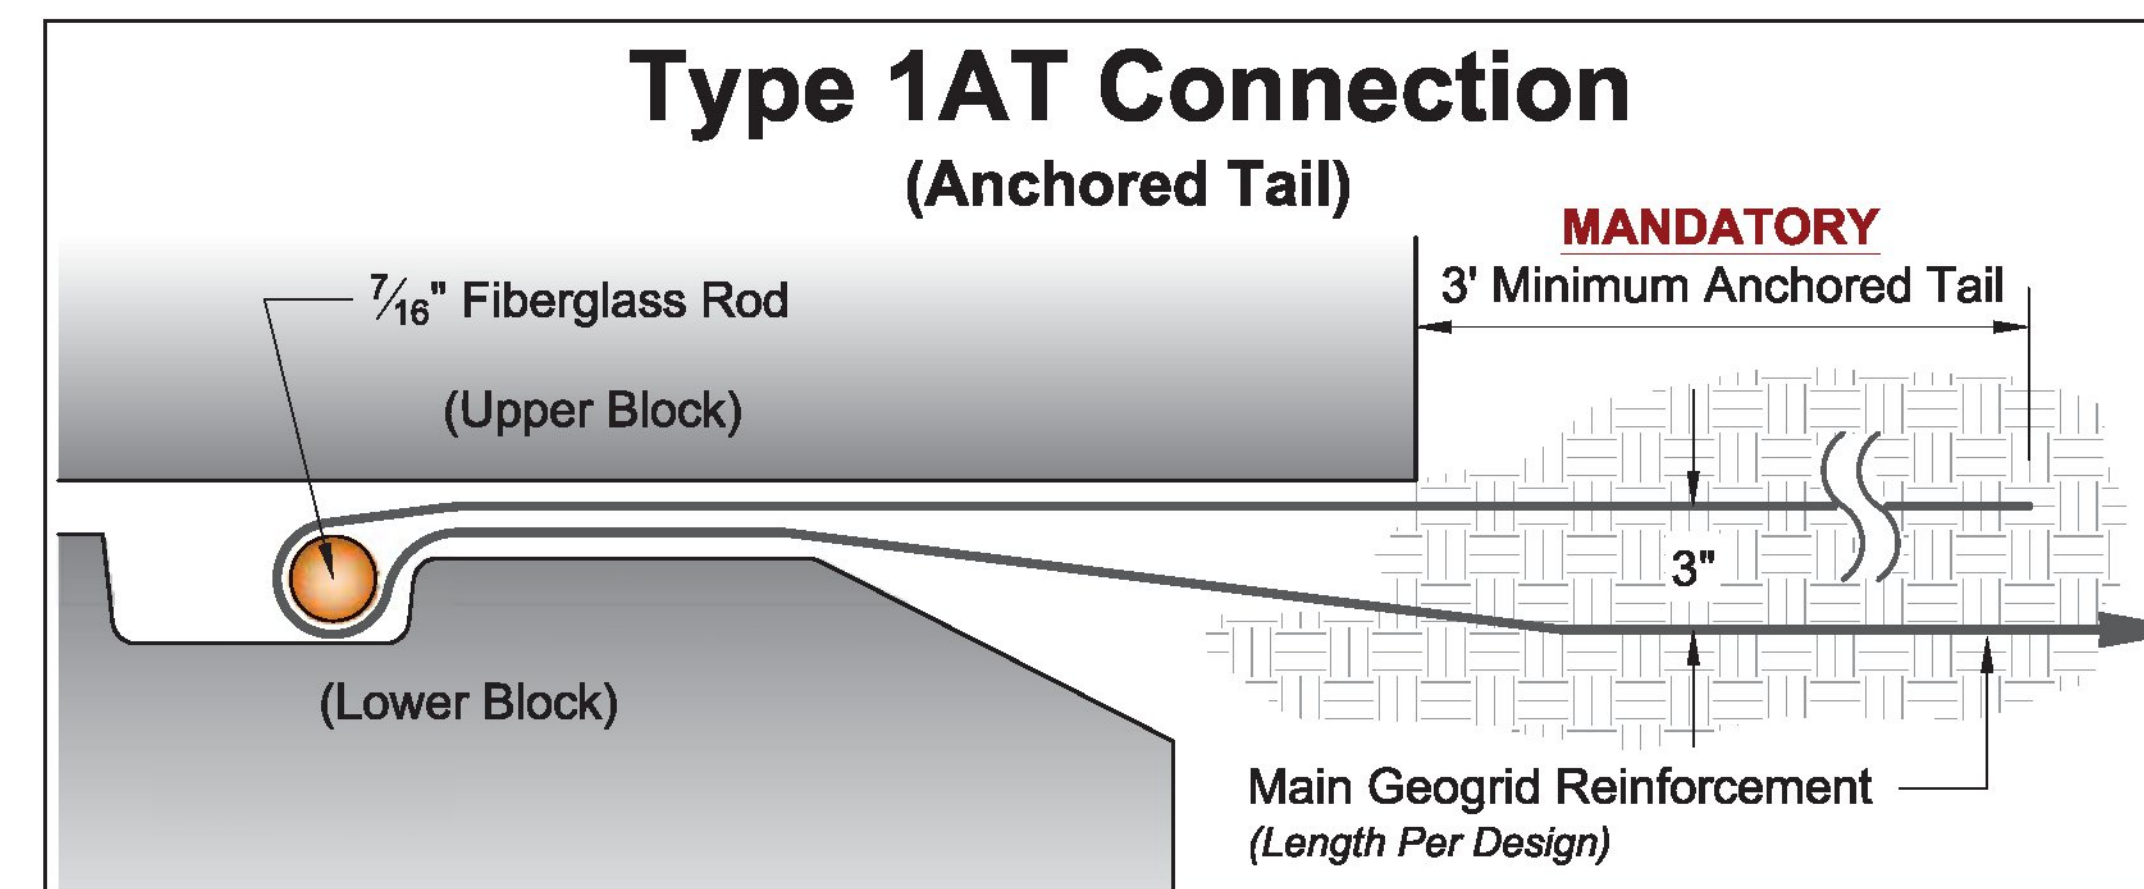 Type 1AT Connection
(Anchored Tail)
MANDATORY
3' Minimum Anchored Tail
7⁄16" Fiberglass Rod
(Upper Block)
3"
(Lower Block)
Main Geogrid Reinforcement
(Length Per Design)